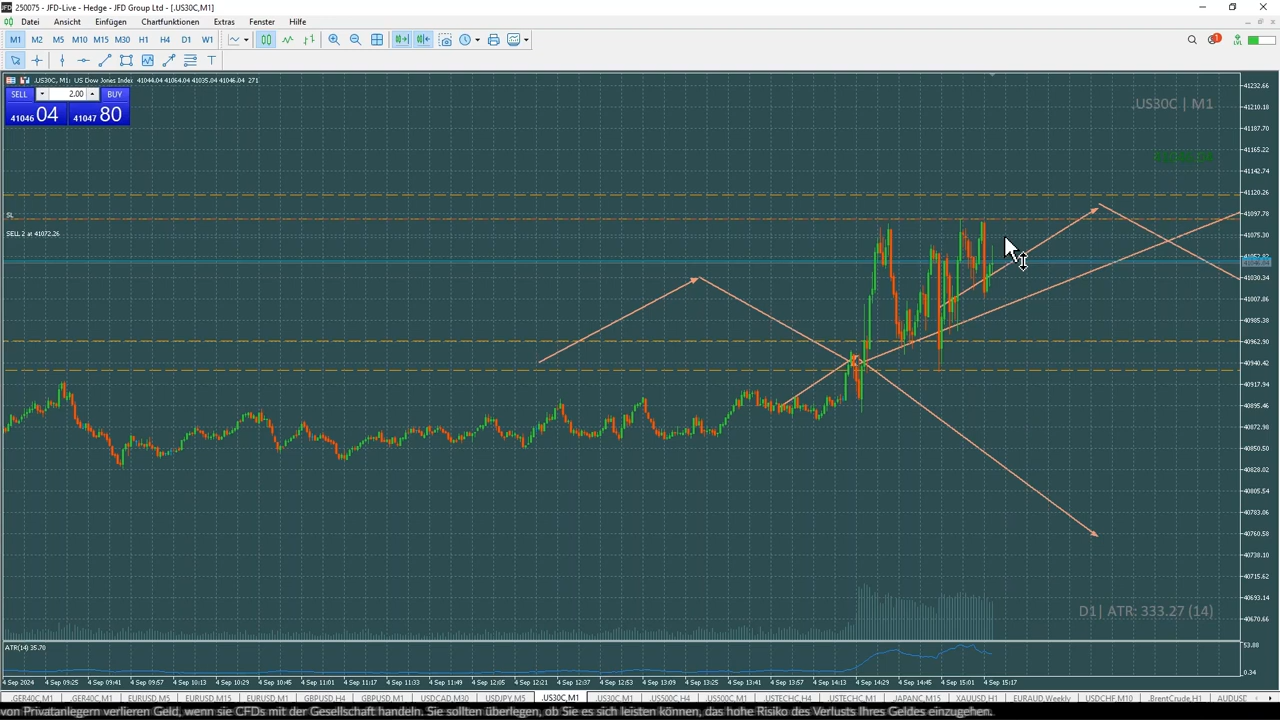 250075 - JFD-Live - Hedge - JFD Group Ltd - [.US30C,M1]
Datei Ansicht Einfügen Chartfunktionen Extras Fenster Hilfe
M1 M2 M5 M10 M15 M30 H1 H4 D1 W1
.US30C, M1: US Dow Jones Index 41044.04 41064.04 41035.04 41046.04 271
SELL 2.00 BUY
41046 04 41047 80
.US30C | M1
SL
SELL 2 at 41072.26
41232.66
41210.18
41187.70
41165.22
41142.74
41120.26
41097.78
41075.30
41052.82
41030.34
41007.86
40985.38
40962.90
40940.42
40917.94
40895.46
40872.98
40850.50
40828.02
40805.54
40783.06
40760.58
40738.10
40715.62
40693.14
40670.66
D1| ATR: 333.27 (14)
ATR(14) 35.70
53.88
0.34
4 Sep 2024 4 Sep 09:25 4 Sep 09:41 4 Sep 09:57 4 Sep 10:13 4 Sep 10:29 4 Sep 10:45 4 Sep 11:01 4 Sep 11:17 4 Sep 11:33 4 Sep 11:49 4 Sep 12:05 4 Sep 12:21 4 Sep 12:37 4 Sep 12:53 4 Sep 13:09 4 Sep 13:25 4 Sep 13:41 4 Sep 13:57 4 Sep 14:13 4 Sep 14:29 4 Sep 14:45 4 Sep 15:01 4 Sep 15:17
.GER40C,M1 .GER40C,M1 EURUSD,M5 EURUSD,M15 EURUSD,M1 GBPUSD,H4 GBPUSD,M1 USDCAD,M30 USDJPY,M5 .US30C,M1 .US30C,M1 .US500C,H4 .US500C,M1 .USTECHC,H4 .USTECHC,M1 .JAPANC,M15 XAUUSD,H1 EURAUD,Weekly USDCHF,M10 .BrentCrude,H1 AUDUSD
von Privatanlegern verlieren Geld, wenn sie CFDs mit der Gesellschaft handeln. Sie sollten überlegen, ob Sie es sich leisten können, das hohe Risiko des Verlusts Ihres Geldes einzugehen.